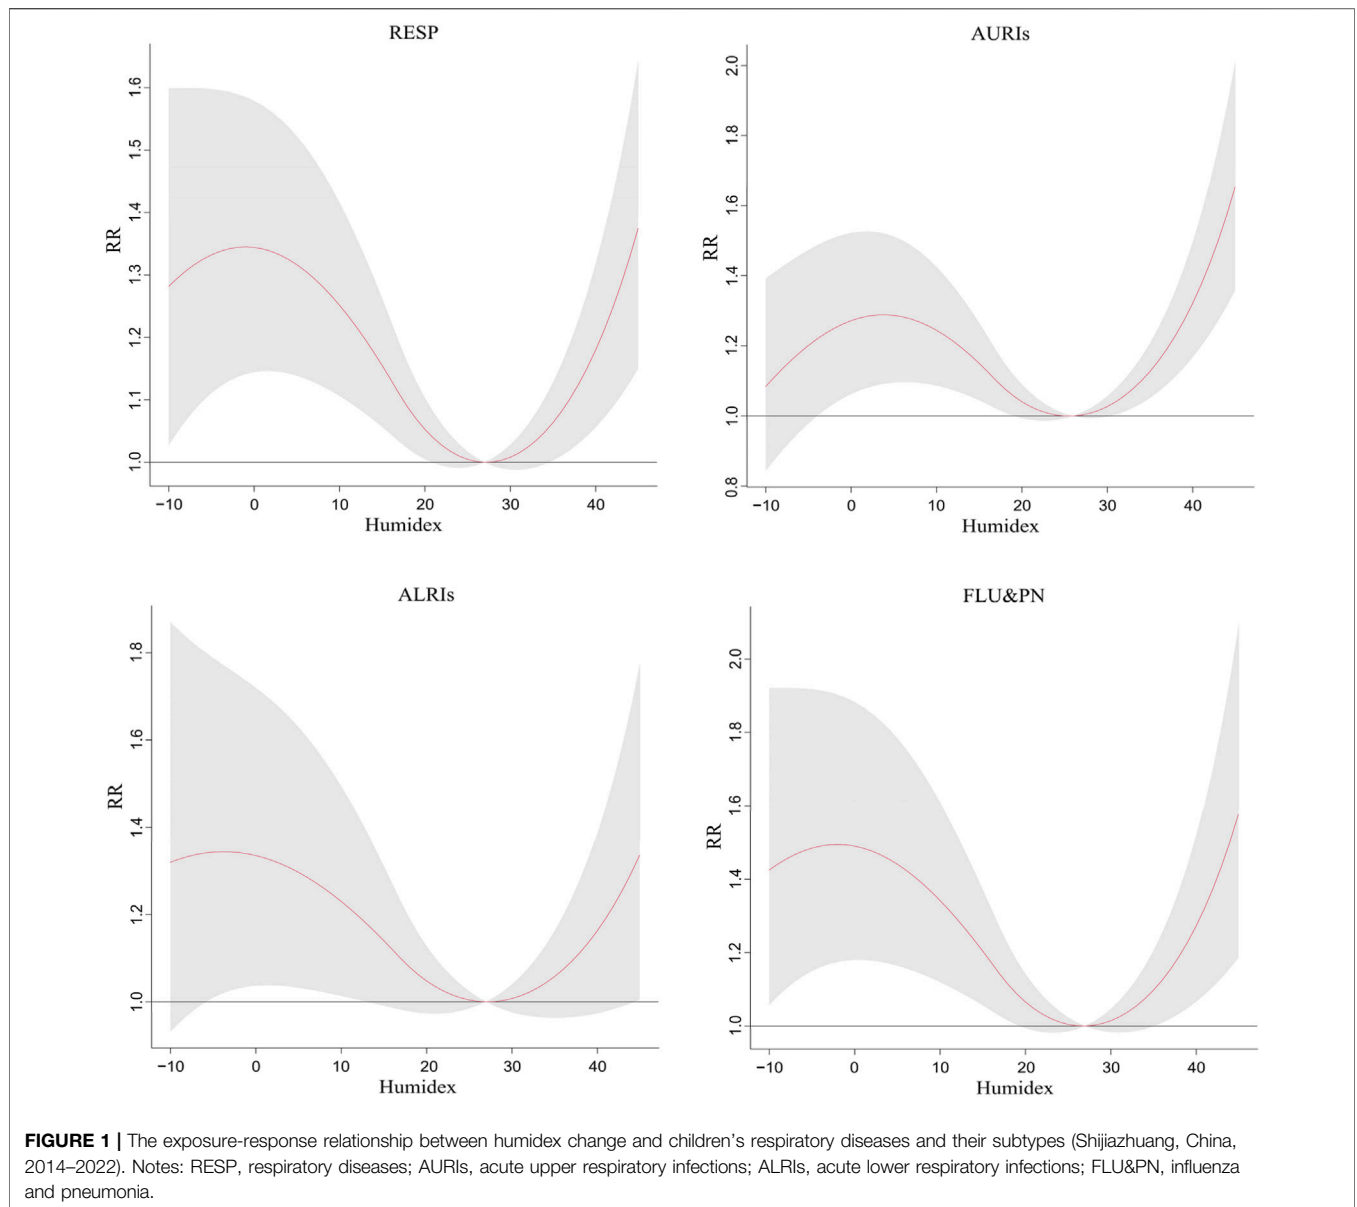 RESP
RR
1.6
1.5
1.4
1.3
1.2
1.1
1.0
−10 0 10 20 30 40
Humidex
AURIs
RR
2.0
1.8
1.6
1.4
1.2
1.0
0.8
−10 0 10 20 30 40
Humidex
ALRIs
RR
1.8
1.6
1.4
1.2
1.0
−10 0 10 20 30 40
Humidex
FLU&PN
RR
2.0
1.8
1.6
1.4
1.2
1.0
−10 0 10 20 30 40
Humidex
FIGURE 1 | The exposure-response relationship between humidex change and children’s respiratory diseases and their subtypes (Shijiazhuang, China,
2014–2022). Notes: RESP, respiratory diseases; AURIs, acute upper respiratory infections; ALRIs, acute lower respiratory infections; FLU&PN, influenza
and pneumonia.